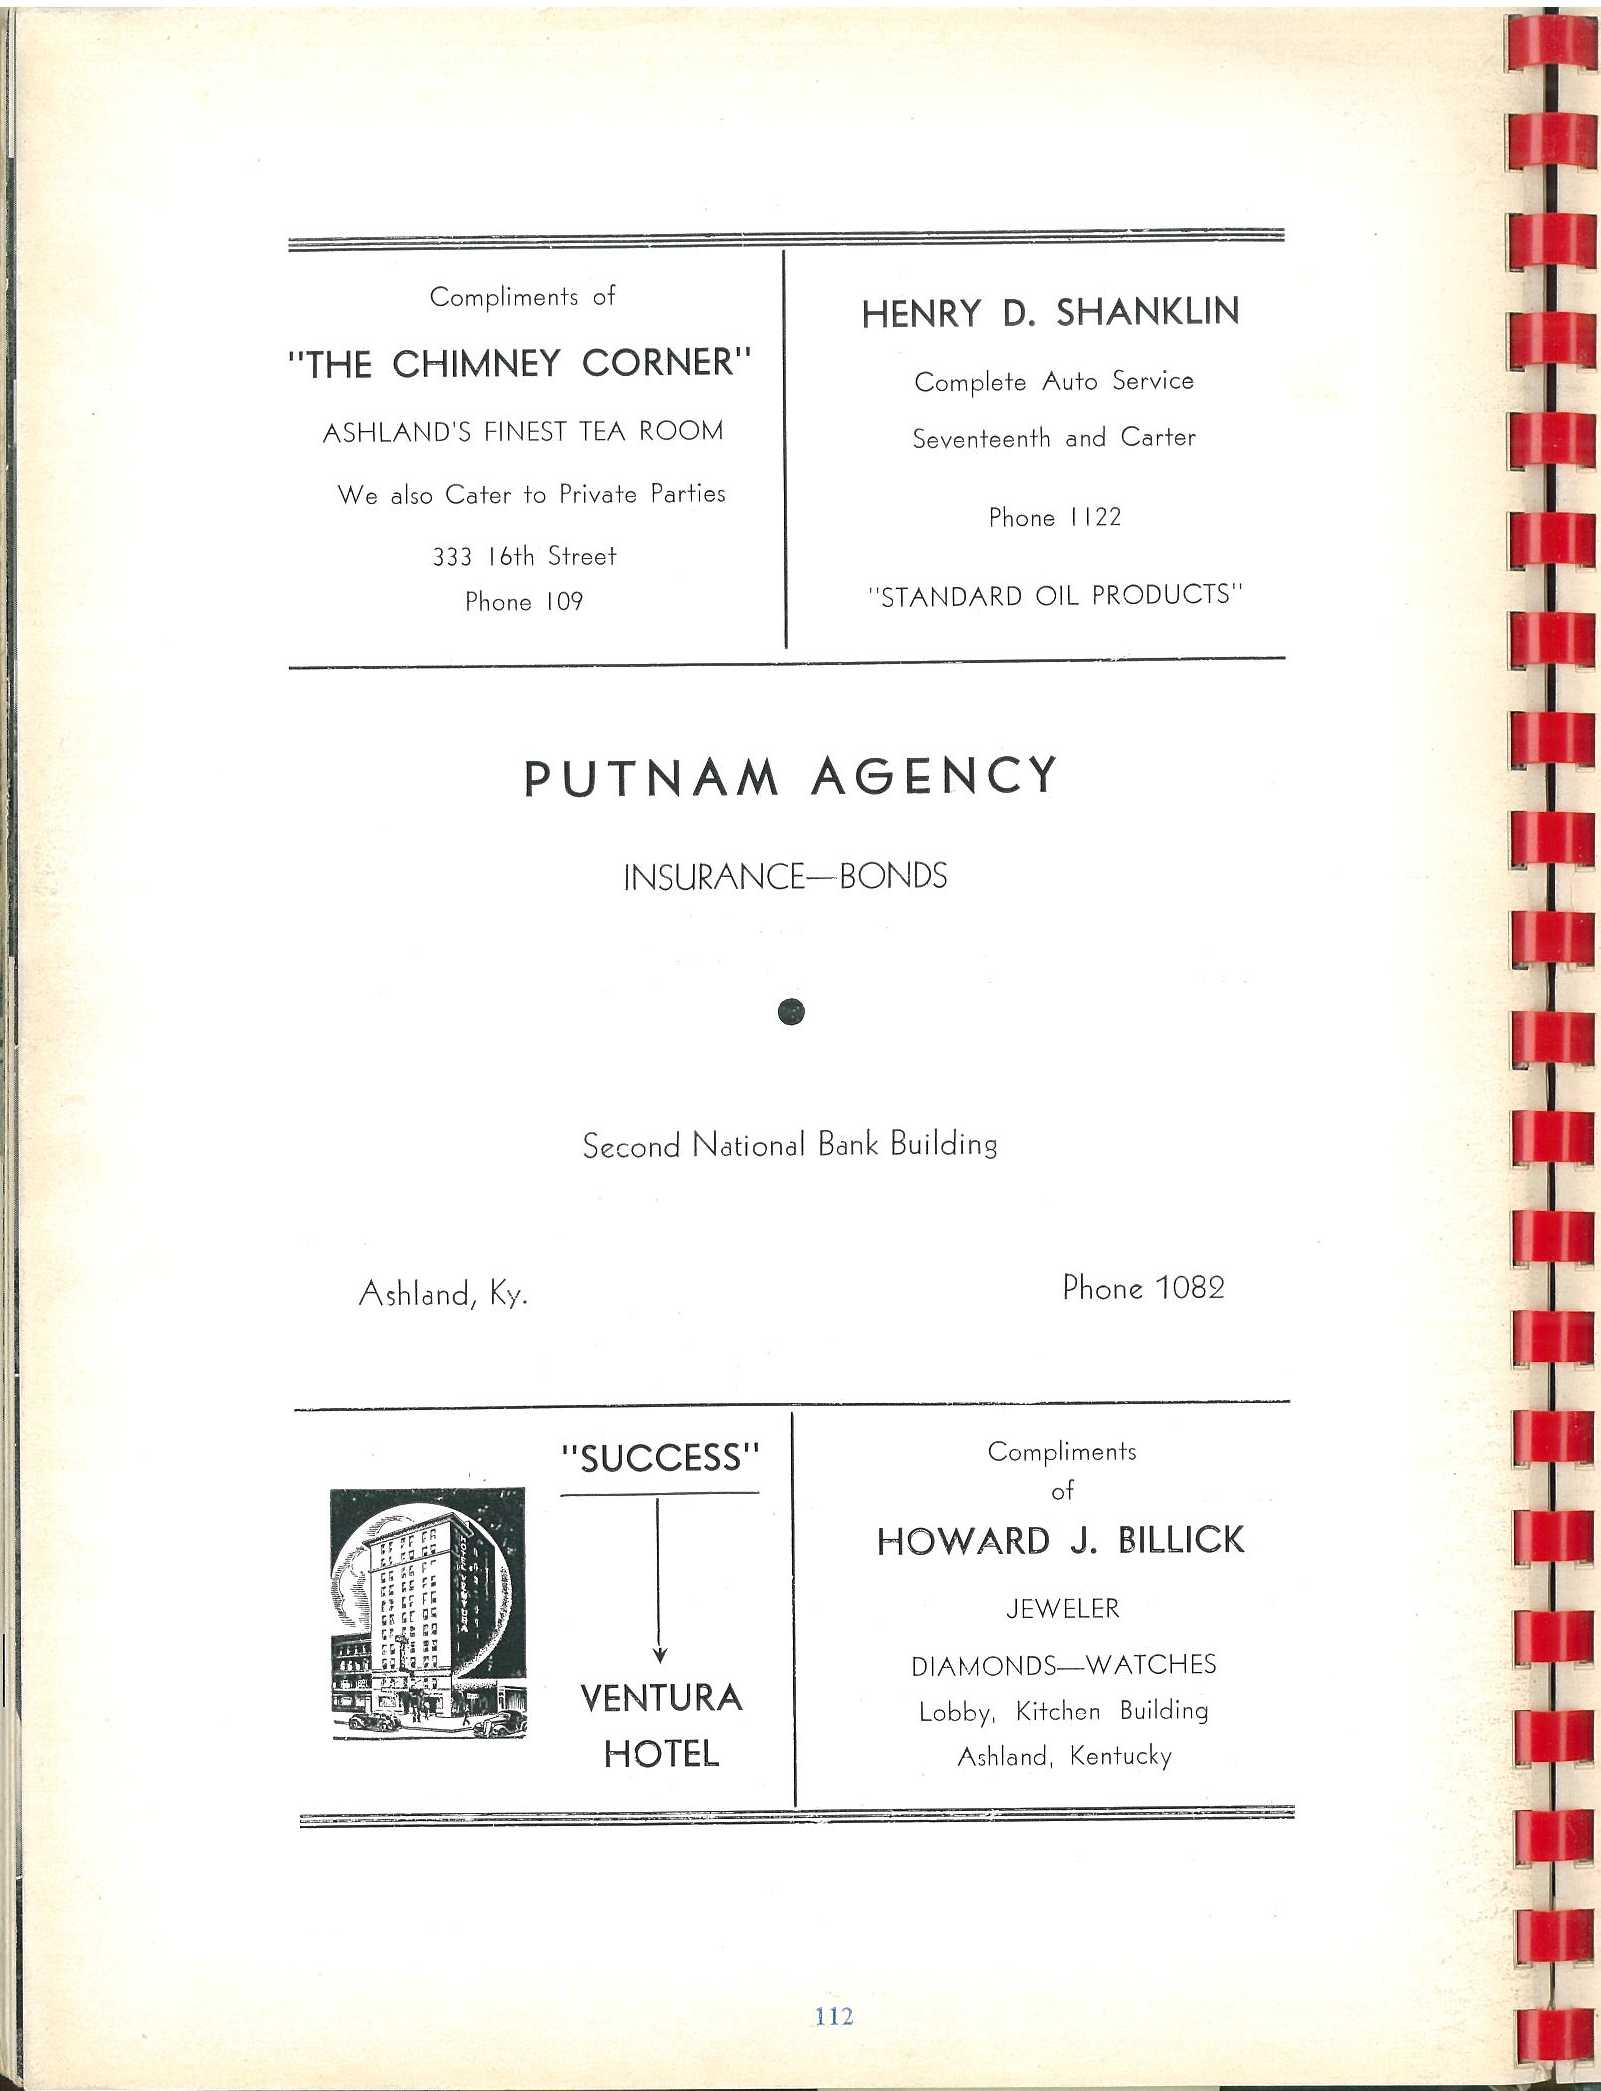 Compliments of
"THE CHIMNEY CORNER"
ASHLAND'S FINEST TEA ROOM
We also Cater to Private Parties
333 16th Street
Phone 109
HENRY D. SHANKLIN
Complete Auto Service
Seventeenth and Carter
Phone 1122
"STANDARD OIL PRODUCTS"
PUTNAM AGENCY
INSURANCE—BONDS
Second National Bank Building
Ashland, Ky.
Phone 1082
"SUCCESS"
HOTEL VENTURA
VENTURA
HOTEL
Compliments
of
HOWARD J. BILLICK
JEWELER
DIAMONDS—WATCHES
Lobby, Kitchen Building
Ashland, Kentucky
112